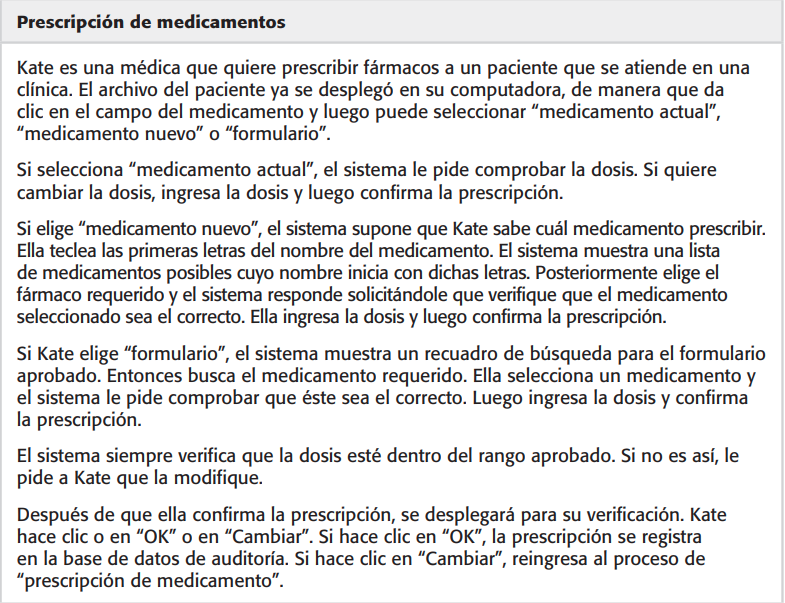 Prescripción de medicamentos
Kate es una médica que quiere prescribir fármacos a un paciente que se atiende en una
clínica. El archivo del paciente ya se desplegó en su computadora, de manera que da
clic en el campo del medicamento y luego puede seleccionar “medicamento actual”,
“medicamento nuevo” o “formulario”.
Si selecciona “medicamento actual”, el sistema le pide comprobar la dosis. Si quiere
cambiar la dosis, ingresa la dosis y luego confirma la prescripción.
Si elige “medicamento nuevo”, el sistema supone que Kate sabe cuál medicamento prescribir.
Ella teclea las primeras letras del nombre del medicamento. El sistema muestra una lista
de medicamentos posibles cuyo nombre inicia con dichas letras. Posteriormente elige el
fármaco requerido y el sistema responde solicitándole que verifique que el medicamento
seleccionado sea el correcto. Ella ingresa la dosis y luego confirma la prescripción.
Si Kate elige “formulario”, el sistema muestra un recuadro de búsqueda para el formulario
aprobado. Entonces busca el medicamento requerido. Ella selecciona un medicamento y
el sistema le pide comprobar que éste sea el correcto. Luego ingresa la dosis y confirma
la prescripción.
El sistema siempre verifica que la dosis esté dentro del rango aprobado. Si no es así, le
pide a Kate que la modifique.
Después de que ella confirma la prescripción, se desplegará para su verificación. Kate
hace clic o en “OK” o en “Cambiar”. Si hace clic en “OK”, la prescripción se registra
en la base de datos de auditoría. Si hace clic en “Cambiar”, reingresa al proceso de
“prescripción de medicamento”.